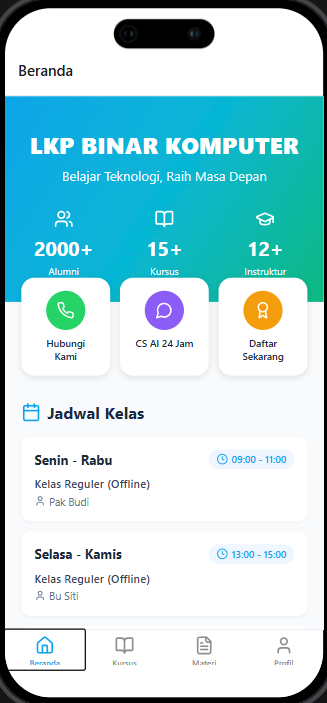 Beranda
LKP BINAR KOMPUTER
Belajar Teknologi, Raih Masa Depan
2000+ 15+ 12+
Alumni Kursus Instruktur
Hubungi Kami
CS AI 24 Jam
Daftar Sekarang
Jadwal Kelas
Senin - Rabu 09:00 - 11:00
Kelas Reguler (Offline)
Pak Budi
Selasa - Kamis 13:00 - 15:00
Kelas Reguler (Offline)
Bu Siti
Beranda Kursus Materi Profil